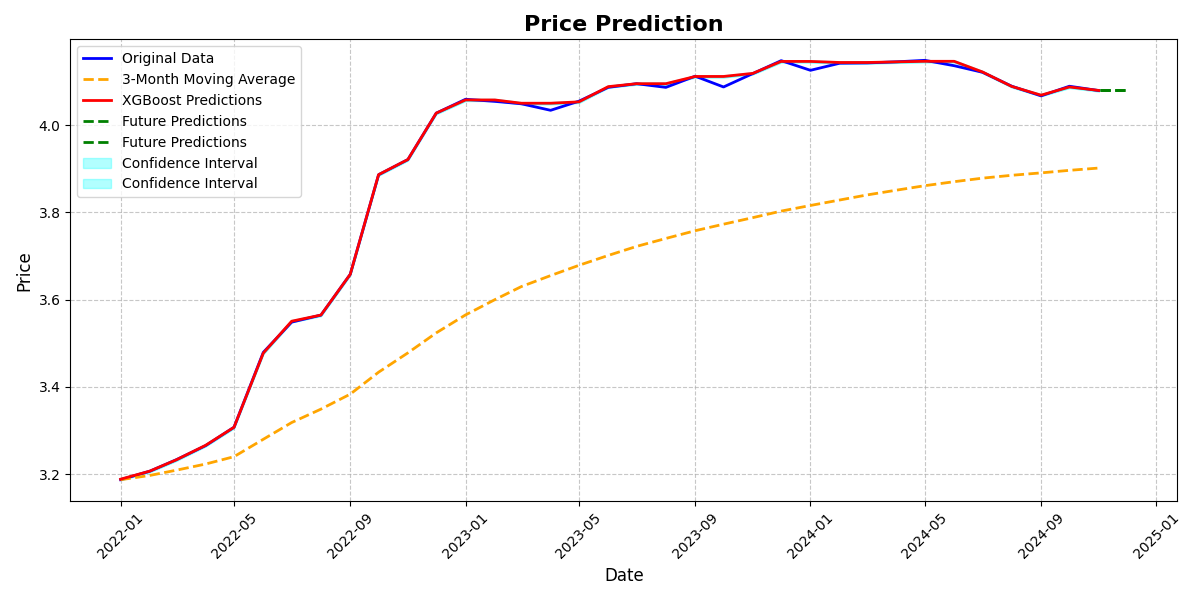 Price Prediction
Original Data
3-Month Moving Average
XGBoost Predictions
Future Predictions
Future Predictions
Confidence Interval
Confidence Interval
Price
4.0
3.8
3.6
3.4
3.2
2022-01
2022-05
2022-09
2023-01
2023-05
2023-09
2024-01
2024-05
2024-09
2025-01
Date